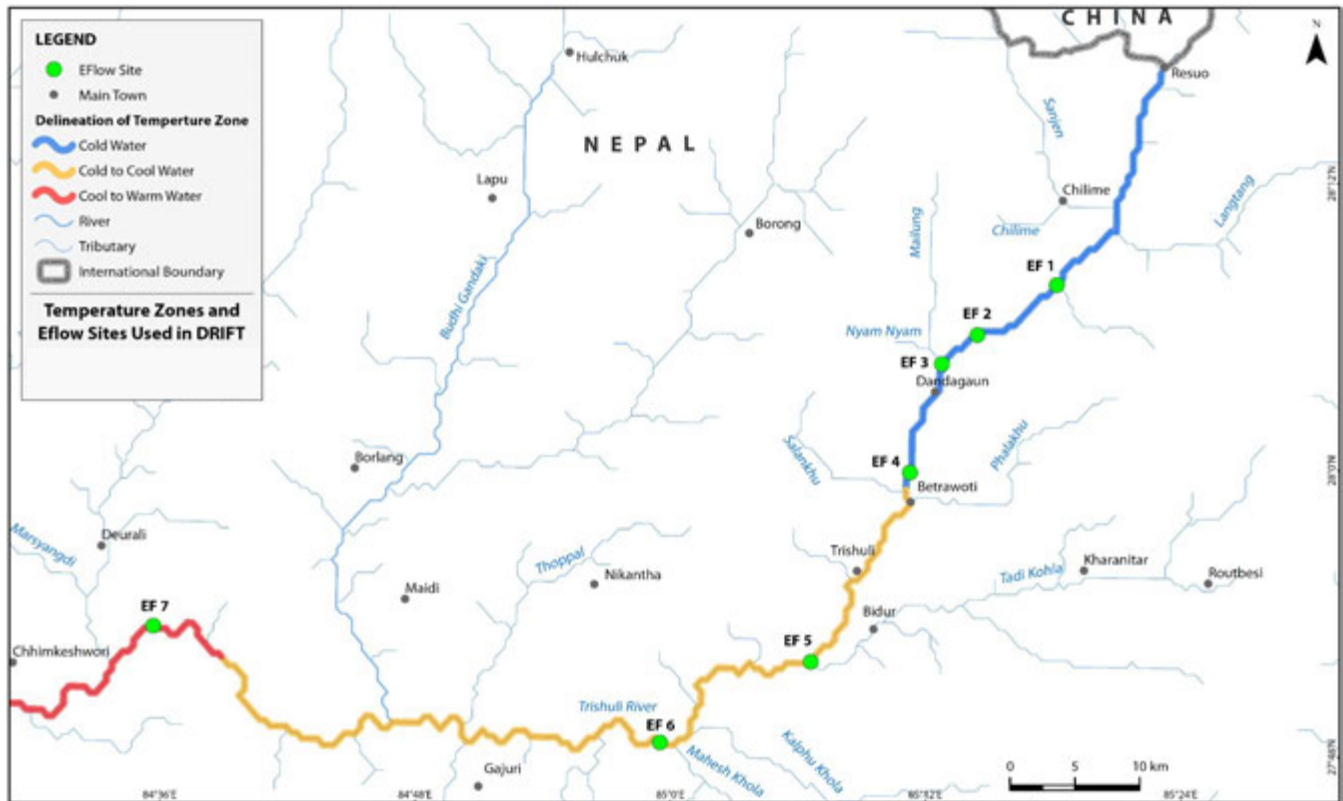 LEGEND
EFlow Site
Main Town
Delineation of Temperture Zone
Cold Water
Cold to Cool Water
Cool to Warm Water
River
Tributary
International Boundary
Temperature Zones and
Eflow Sites Used in DRIFT
CHINA
N
Hulchuk
Resuo
NEPAL
Sanjen
Lapu
Chilime
28°12'N
Langtang
Borong
Chilime
Mailung
Budhi Gandaki
EF 1
EF 2
Nyam Nyam
EF 3
Dandagaun
Salankhu
Phalakhu
Borlang
EF 4
28°0'N
Betrawoti
Marsyangdi
Deurali
Thoppal
Trishuli
Kharanitar
Tadi Kohla
Routbesi
Nikantha
Maidi
EF 7
Bidur
Chhimkeshwori
EF 5
Trishuli River
EF 6
Kalphu Khola
Mahesh Khola
27°48'N
Gajuri
0 5 10 km
84°36'E
84°48'E
85°0'E
85°12'E
85°24'E